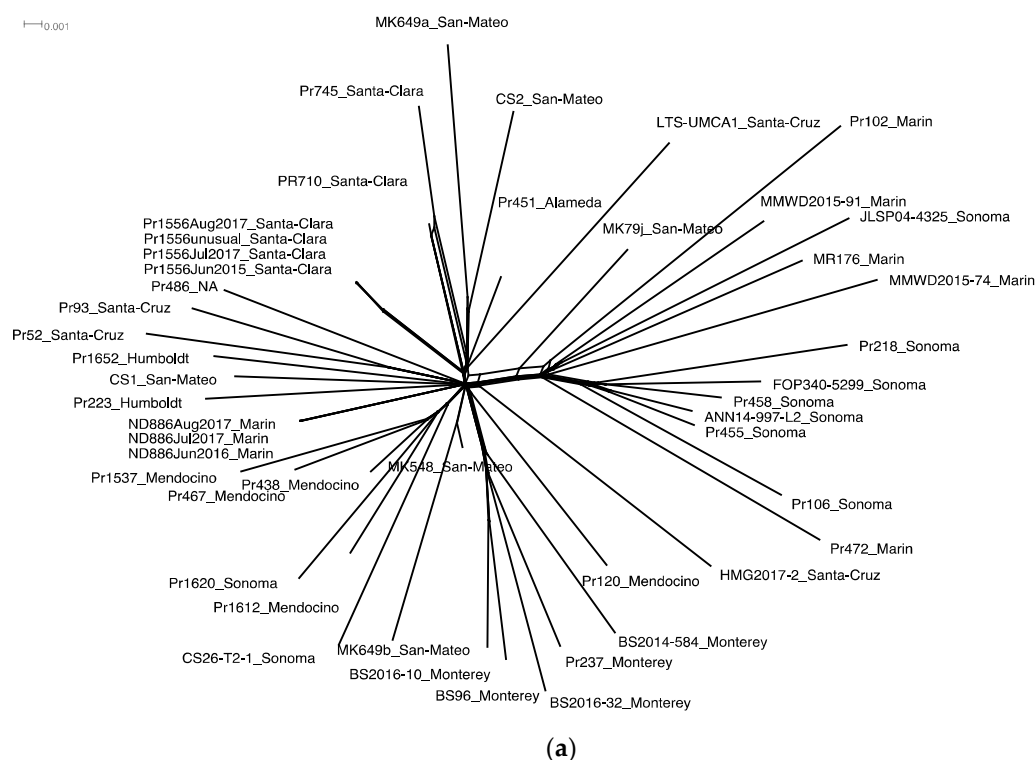 0.001
MK649a_San-Mateo
Pr745_Santa-Clara
CS2_San-Mateo
LTS-UMCA1_Santa-Cruz
Pr102_Marin
PR710_Santa-Clara
Pr451_Alameda
MMWD2015-91_Marin
JLSP04-4325_Sonoma
Pr1556Aug2017_Santa-Clara
MK79j_San-Mateo
Pr1556unusual_Santa-Clara
Pr1556Jul2017_Santa-Clara
MR176_Marin
Pr1556Jun2015_Santa-Clara
MMWD2015-74_Marin
Pr486_NA
Pr93_Santa-Cruz
Pr52_Santa-Cruz
Pr218_Sonoma
Pr1652_Humboldt
CS1_San-Mateo
FOP340-5299_Sonoma
Pr223_Humboldt
Pr458_Sonoma
ANN14-997-L2_Sonoma
ND886Aug2017_Marin
Pr455_Sonoma
ND886Jul2017_Marin
ND886Jun2016_Marin
MK548_San-Mateo
Pr1537_Mendocino
Pr438_Mendocino
Pr467_Mendocino
Pr106_Sonoma
Pr472_Marin
HMG2017-2_Santa-Cruz
Pr120_Mendocino
Pr1620_Sonoma
Pr1612_Mendocino
BS2014-584_Monterey
MK649b_San-Mateo
CS26-T2-1_Sonoma
Pr237_Monterey
BS2016-10_Monterey
BS96_Monterey
BS2016-32_Monterey
(a)